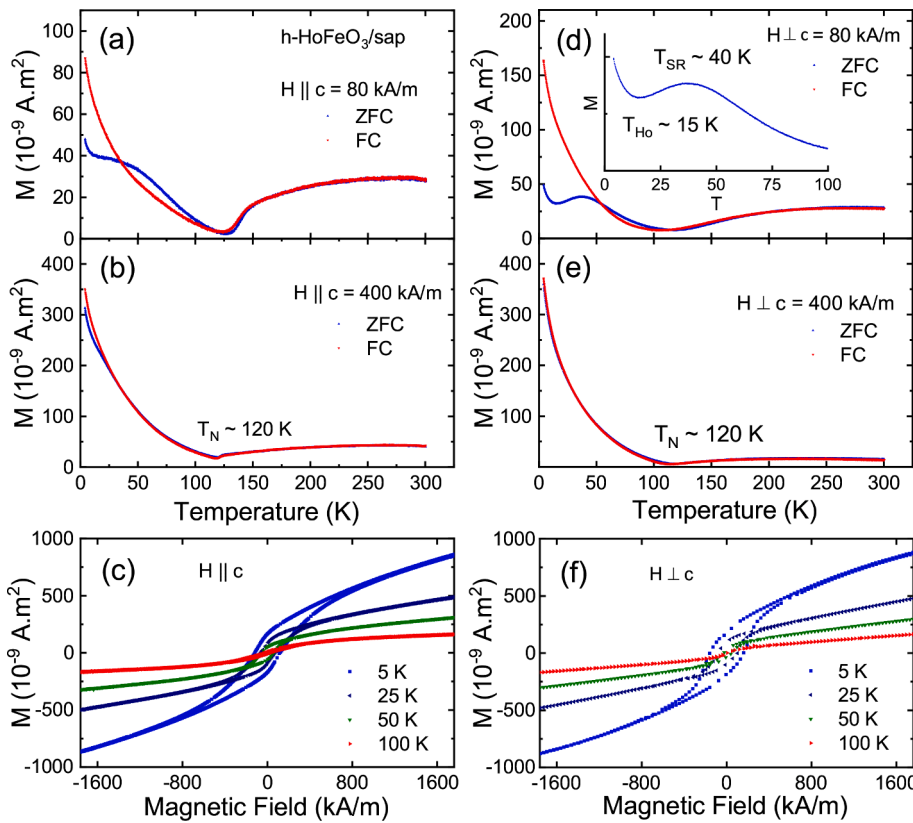 (a)
h-HoFeO3/sap
H || c = 80 kA/m
ZFC
FC
M (10-9 A.m2)
100
80
60
40
20
0
(b)
H || c = 400 kA/m
ZFC
FC
TN ~ 120 K
M (10-9 A.m2)
400
300
200
100
0
0 50 100 150 200 250 300
Temperature (K)
(c)
H || c
5 K
25 K
50 K
100 K
M (10-9 A.m2)
1000
500
0
-500
-1000
-1600 -800 0 800 1600
Magnetic Field (kA/m)
(d)
H ⊥ c = 80 kA/m
ZFC
FC
M (10-9 A.m2)
200
150
100
50
0
TSR ~ 40 K
THo ~ 15 K
M
0 25 50 75 100
T
(e)
H ⊥ c = 400 kA/m
ZFC
FC
TN ~ 120 K
M (10-9 A.m2)
400
300
200
100
0
0 50 100 150 200 250 300
Temperature (K)
(f)
H ⊥ c
5 K
25 K
50 K
100 K
M (10-9 A.m2)
1000
500
0
-500
-1000
-1600 -800 0 800 1600
Magnetic Field (kA/m)